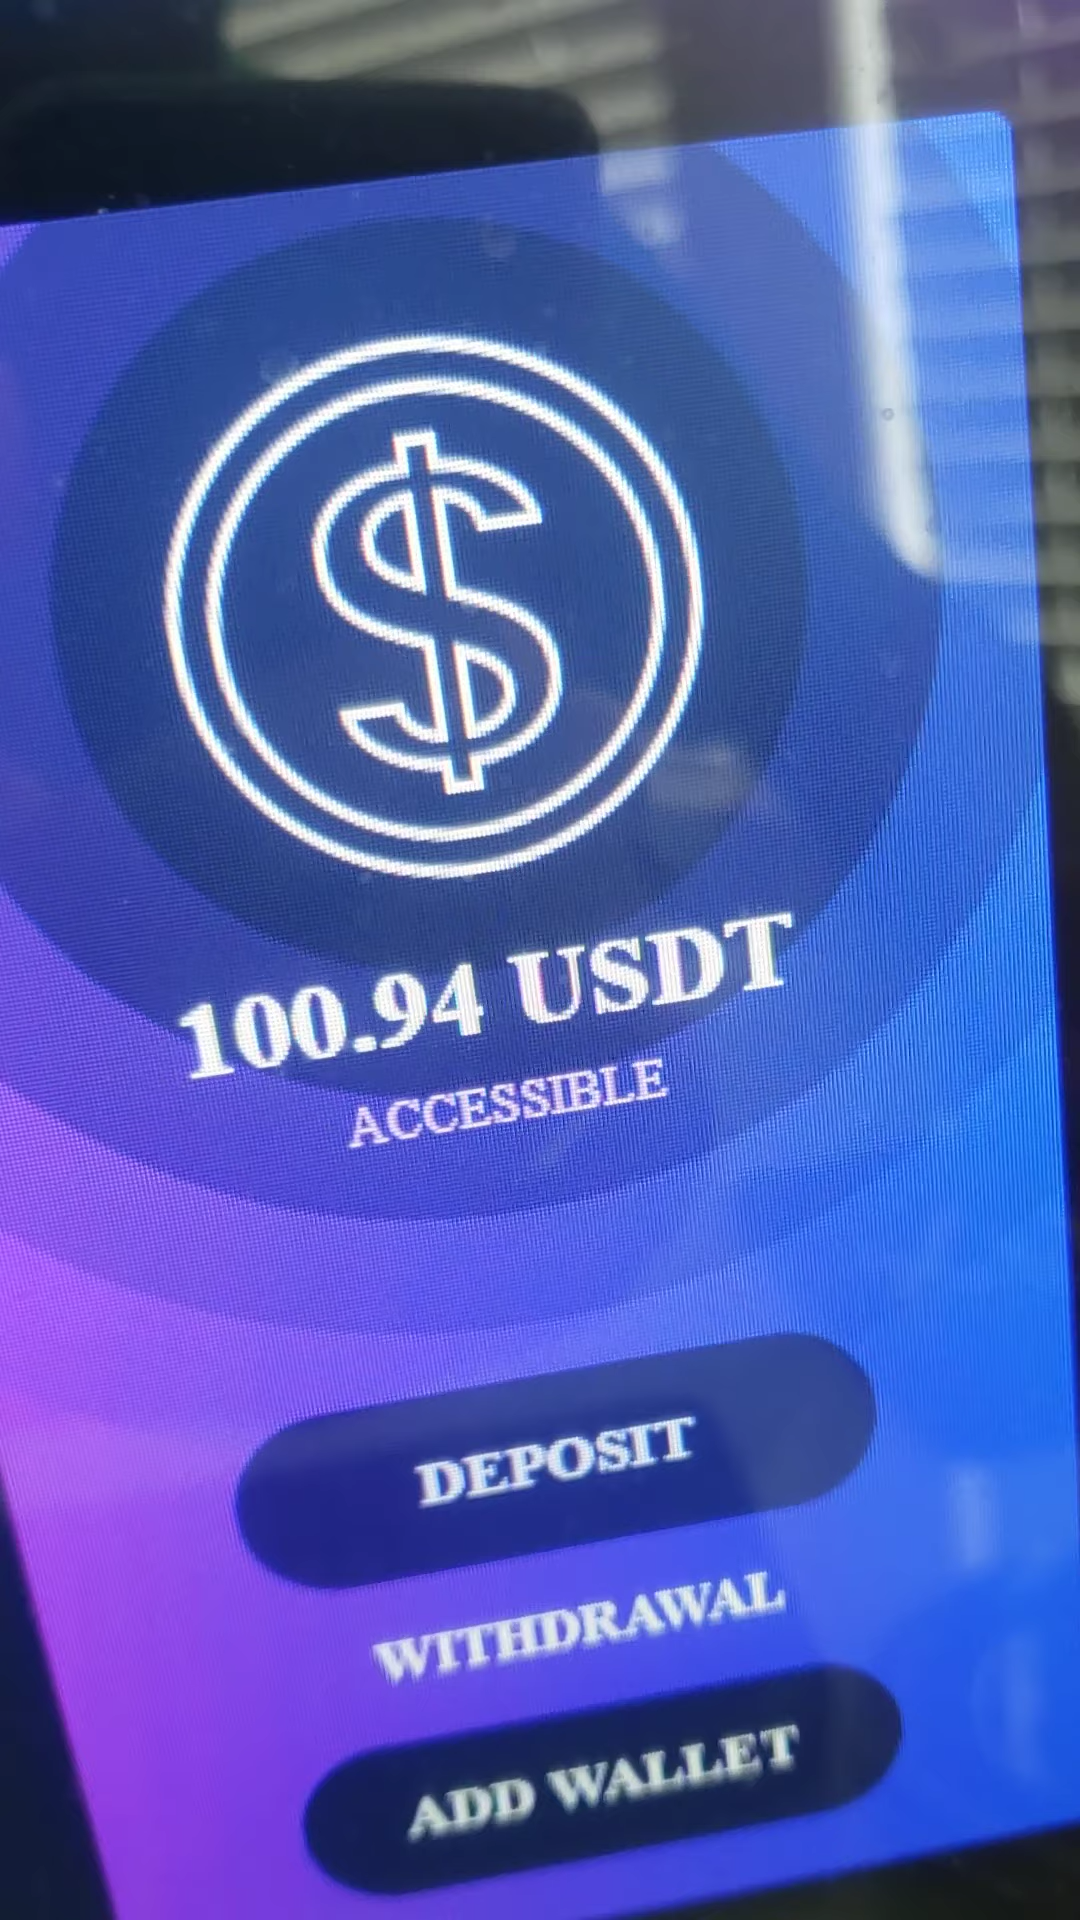 $
100.94 USDT
ACCESSIBLE
DEPOSIT
WITHDRAWAL
ADD WALLET